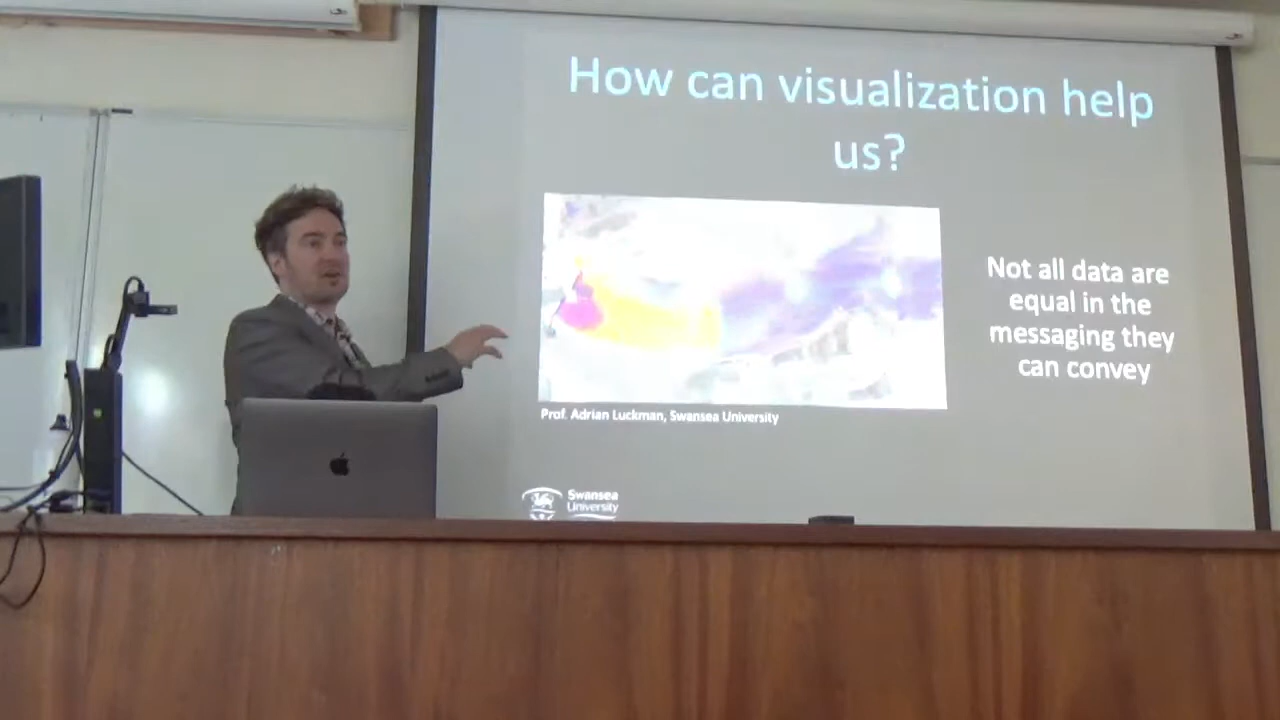 How can visualization help
us?
Not all data are
equal in the
messaging they
can convey
Prof. Adrian Luckman, Swansea University
Swansea
University